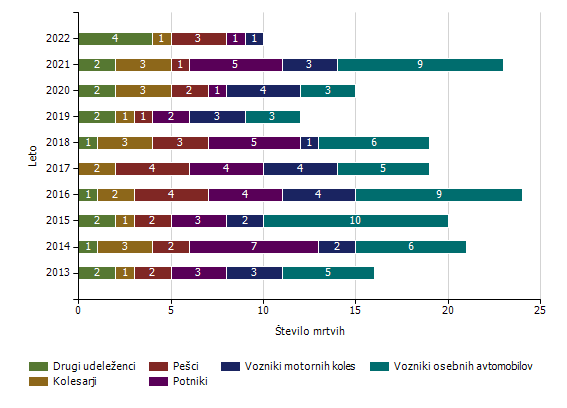 2022 4 1 3 1 1
2021 2 3 1 5 3 9
2020 2 3 2 1 4 3
2019 2 1 1 2 3 3
2018 1 3 3 5 1 6
2017 2 4 4 4 5
2016 1 2 4 4 4 9
2015 2 1 2 3 2 10
2014 1 3 2 7 2 6
2013 2 1 2 3 3 5
Leto
0 5 10 15 20 25
Število mrtvih
Drugi udeleženci Pešci Vozniki motornih koles Vozniki osebnih avtomobilov
Kolesarji Potniki